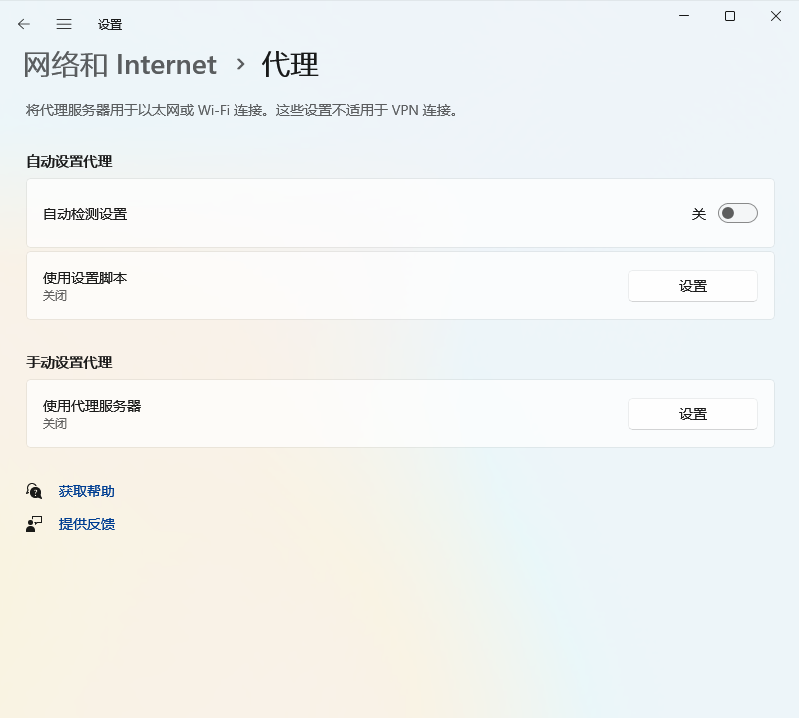 设置
网络和 Internet › 代理
将代理服务器用于以太网或 Wi-Fi 连接。这些设置不适用于 VPN 连接。
自动设置代理
自动检测设置
关
使用设置脚本
关闭
设置
手动设置代理
使用代理服务器
关闭
设置
获取帮助
提供反馈